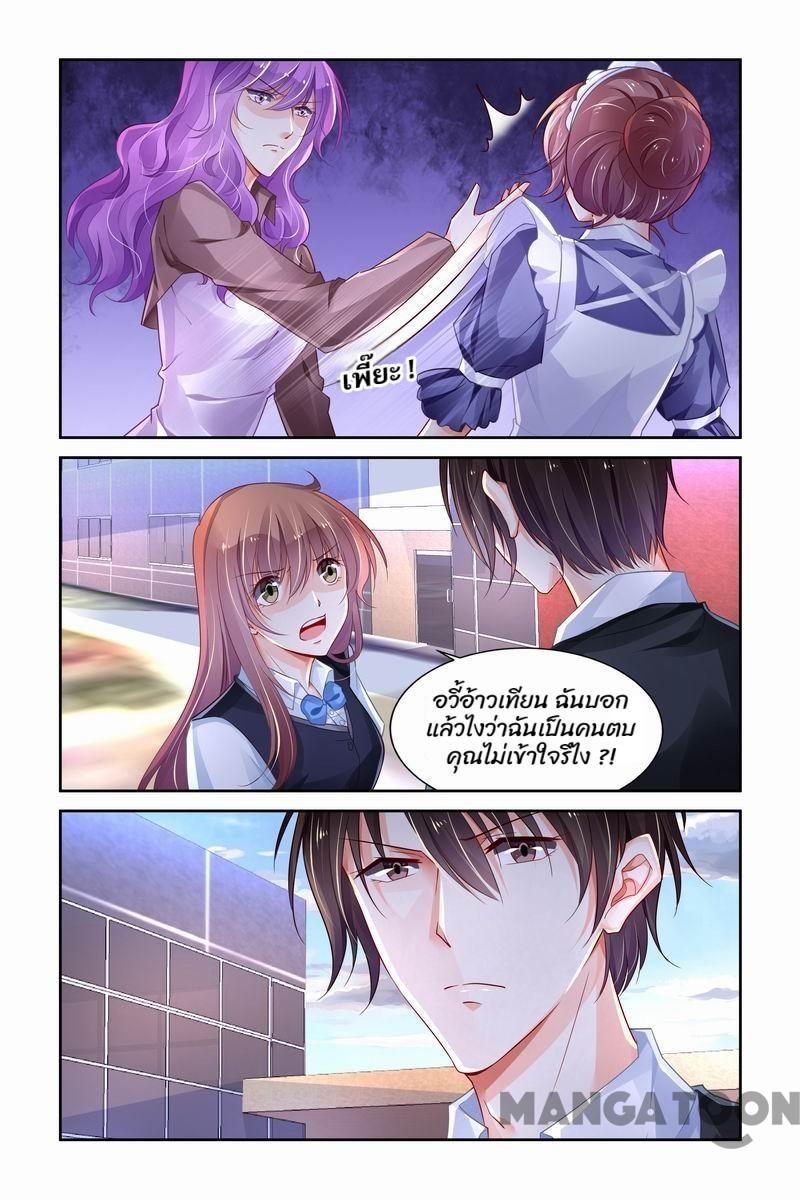 เพี๊ยะ !
อวี้อ้าวเทียน ฉันบอก
แล้วไงว่าฉันเป็นคนตบ
คุณไม่เข้าใจรึไง ?!
MANGATOON